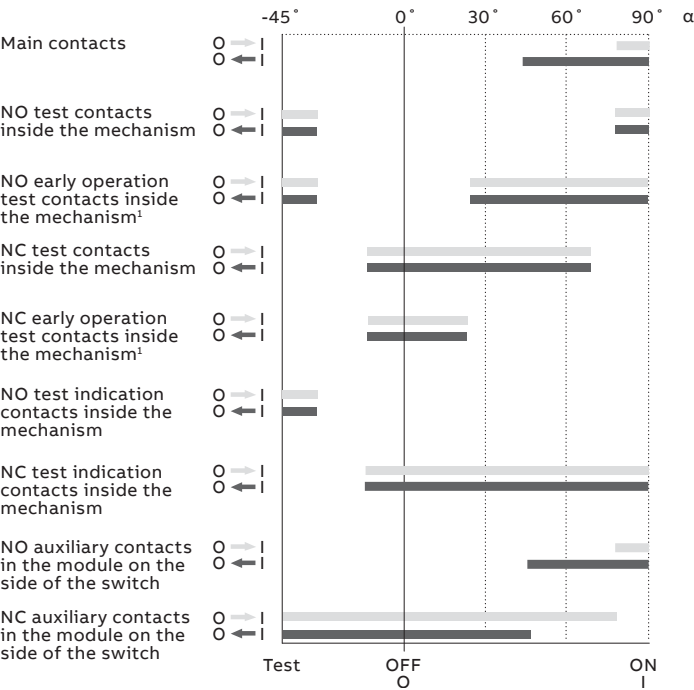 -45° 0° 30° 60° 90° α
Main contacts O I
O I
NO test contacts O I
inside the mechanism O I
NO early operation O I
test contacts inside O I
the mechanism¹
NC test contacts O I
inside the mechanism O I
NC early operation O I
test contacts inside O I
the mechanism¹
NO test indication O I
contacts inside the O I
mechanism
NC test indication O I
contacts inside the O I
mechanism
NO auxiliary contacts O I
in the module on the O I
side of the switch
NC auxiliary contacts O I
in the module on the O I
side of the switch
Test OFF ON
O I